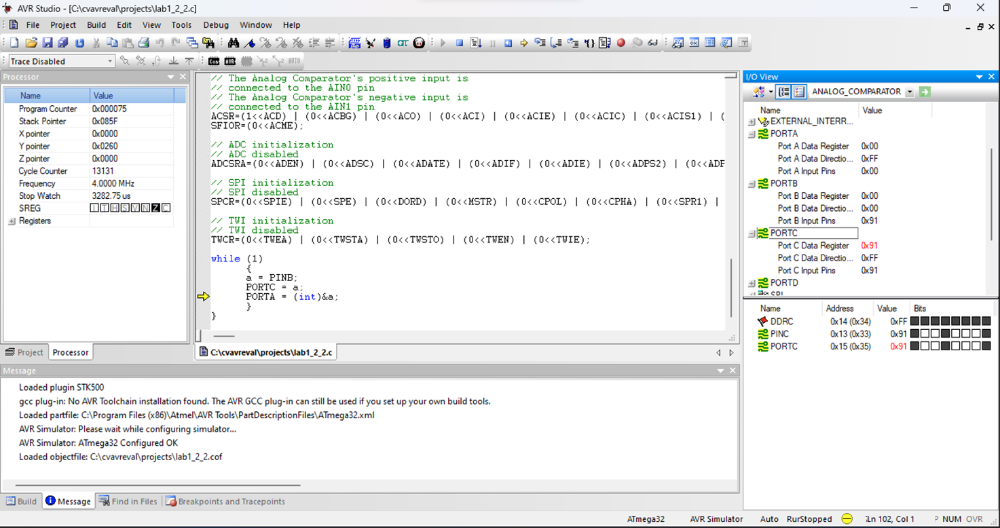 AVR Studio - [C:\cvavreval\projects\lab1_2_2.c]
File Project Build Edit View Tools Debug Window Help
Trace Disabled
Con AVR AUTO
Processor
Name Value
Program Counter 0x000075
Stack Pointer 0x085F
X pointer 0x0000
Y pointer 0x0260
Z pointer 0x0000
Cycle Counter 13131
Frequency 4.0000 MHz
Stop Watch 3282.75 us
SREG I T H S V N Z C
Registers
Project Processor
// The Analog Comparator's positive input is
// connected to the AIN0 pin
// The Analog Comparator's negative input is
// connected to the AIN1 pin
ACSR=(1<<ACD) | (0<<ACBG) | (0<<ACO) | (0<<ACI) | (0<<ACIE) | (0<<ACIC) | (0<<ACIS1) | (
SFIOR=(0<<ACME);
// ADC initialization
// ADC disabled
ADCSRA=(0<<ADEN) | (0<<ADSC) | (0<<ADATE) | (0<<ADIF) | (0<<ADIE) | (0<<ADPS2) | (0<<ADP
// SPI initialization
// SPI disabled
SPCR=(0<<SPIE) | (0<<SPE) | (0<<DORD) | (0<<MSTR) | (0<<CPOL) | (0<<CPHA) | (0<<SPR1) |
// TWI initialization
// TWI disabled
TWCR=(0<<TWEA) | (0<<TWSTA) | (0<<TWSTO) | (0<<TWEN) | (0<<TWIE);
while (1)
{
a = PINB;
PORTC = a;
PORTA = (int)&a;
}
}
C:\cvavreval\projects\lab1_2_2.c
I/O View
ANALOG_COMPARATOR
Name Value
EXTERNAL_INTERR...
PORTA
Port A Data Register 0x00
Port A Data Directio... 0xFF
Port A Input Pins 0x00
PORTB
Port B Data Register 0x00
Port B Data Directio... 0x00
Port B Input Pins 0x91
PORTC
Port C Data Register 0x91
Port C Data Directio... 0xFF
Port C Input Pins 0x91
PORTD
SPI
Name Address Value Bits
DDRC 0x14 (0x34) 0xFF
PINC 0x13 (0x33) 0x91
PORTC 0x15 (0x35) 0x91
Message
Loaded plugin STK500
gcc plug-in: No AVR Toolchain installation found. The AVR GCC plug-in can still be used if you set up your own build tools.
Loaded partfile: C:\Program Files (x86)\Atmel\AVR Tools\PartDescriptionFiles\ATmega32.xml
AVR Simulator: Please wait while configuring simulator...
AVR Simulator: ATmega32 Configured OK
Loaded objectfile: C:\cvavreval\projects\lab1_2_2.cof
Build Message Find in Files Breakpoints and Tracepoints
ATmega32 AVR Simulator Auto RurStopped Ln 102, Col 1 NUM OVR